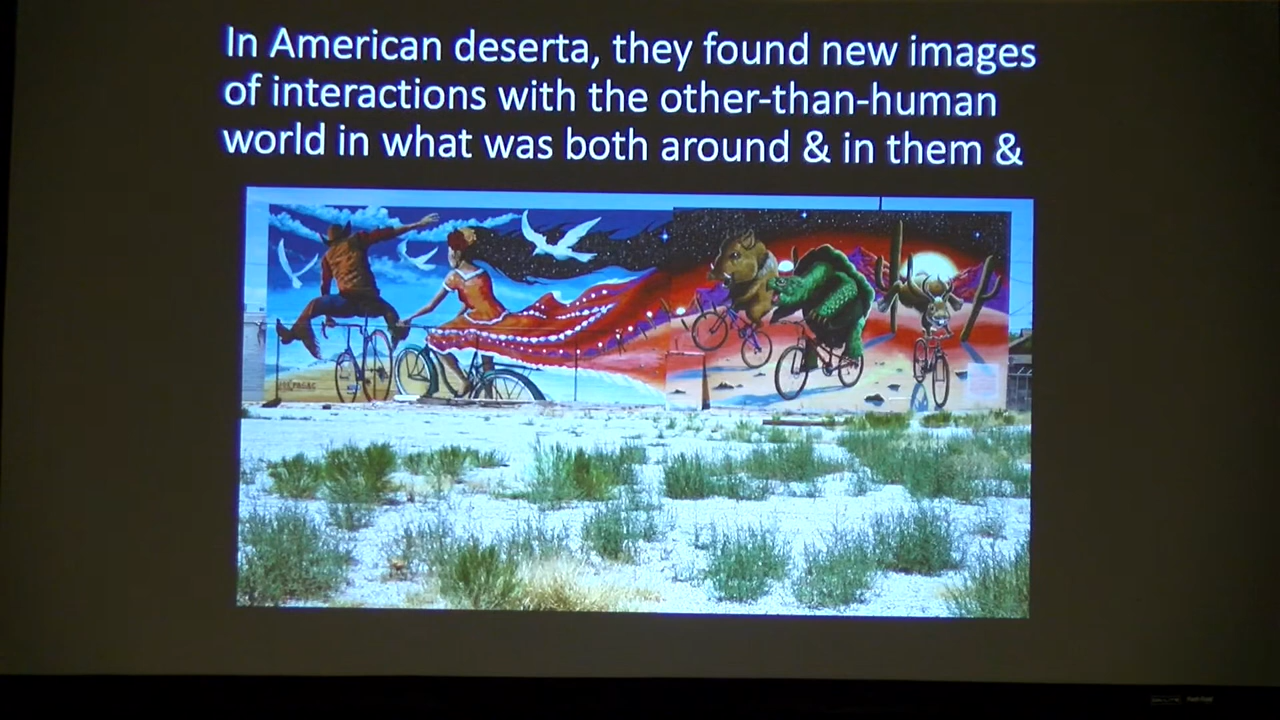 In American deserta, they found new images
of interactions with the other-than-human
world in what was both around & in them &